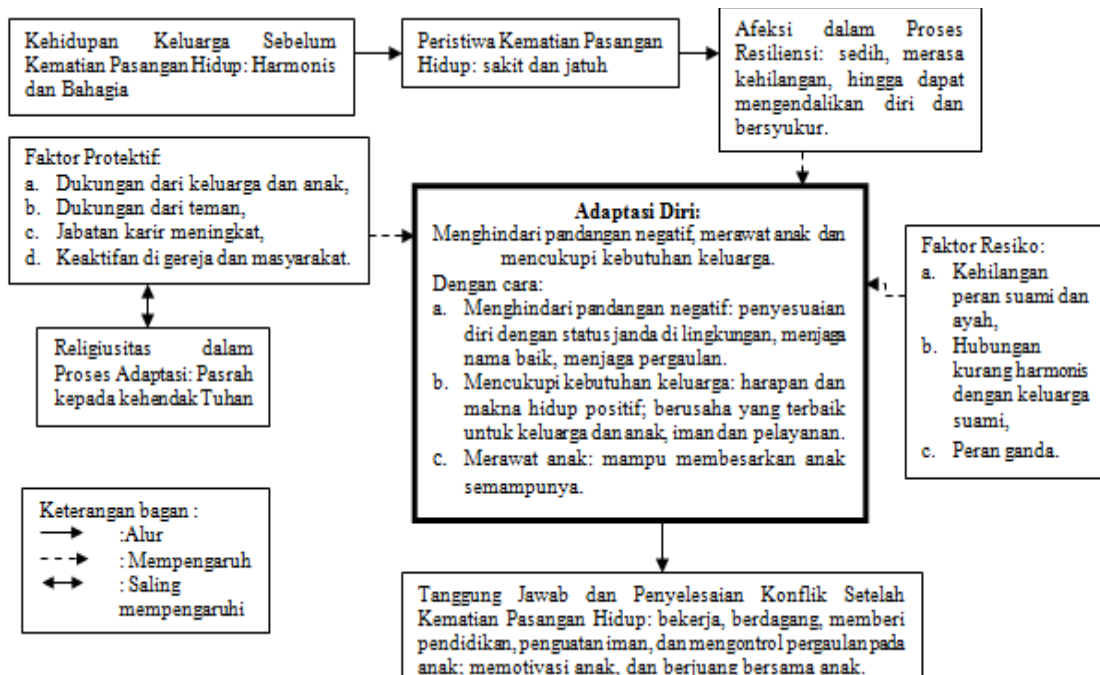 Kehidupan Keluarga Sebelum
Kematian Pasangan Hidup: Harmonis
dan Bahagia
Peristiwa Kematian Pasangan
Hidup: sakit dan jatuh
Afeksi dalam Proses
Resiliensi: sedih, merasa
kehilangan, hingga dapat
mengendalikan diri dan
bersyukur.
Faktor Protektif:
a. Dukungan dari keluarga dan anak,
b. Dukungan dari teman,
c. Jabatan karir meningkat,
d. Keaktifan di gereja dan masyarakat.
Religiusitas dalam
Proses Adaptasi: Pasrah
kepada kehendak Tuhan
Adaptasi Diri:
Menghindari pandangan negatif, merawat anak dan
mencukupi kebutuhan keluarga.
Dengan cara:
a. Menghindari pandangan negatif: penyesuaian
diri dengan status janda di lingkungan, menjaga
nama baik, menjaga pergaulan.
b. Mencukupi kebutuhan keluarga: harapan dan
makna hidup positif; berusaha yang terbaik
untuk keluarga dan anak, iman dan pelayanan.
c. Merawat anak: mampu membesarkan anak
semampunya.
Faktor Resiko:
a. Kehilangan
peran suami dan
ayah,
b. Hubungan
kurang harmonis
dengan keluarga
suami,
c. Peran ganda.
Keterangan bagan :
:Alur
: Mempengaruh
: Saling
mempengaruhi
Tanggung Jawab dan Penyelesaian Konflik Setelah
Kematian Pasangan Hidup: bekerja, berdagang, memberi
pendidikan, penguatan iman, dan mengontrol pergaulan pada
anak; memotivasi anak, dan berjuang bersama anak.